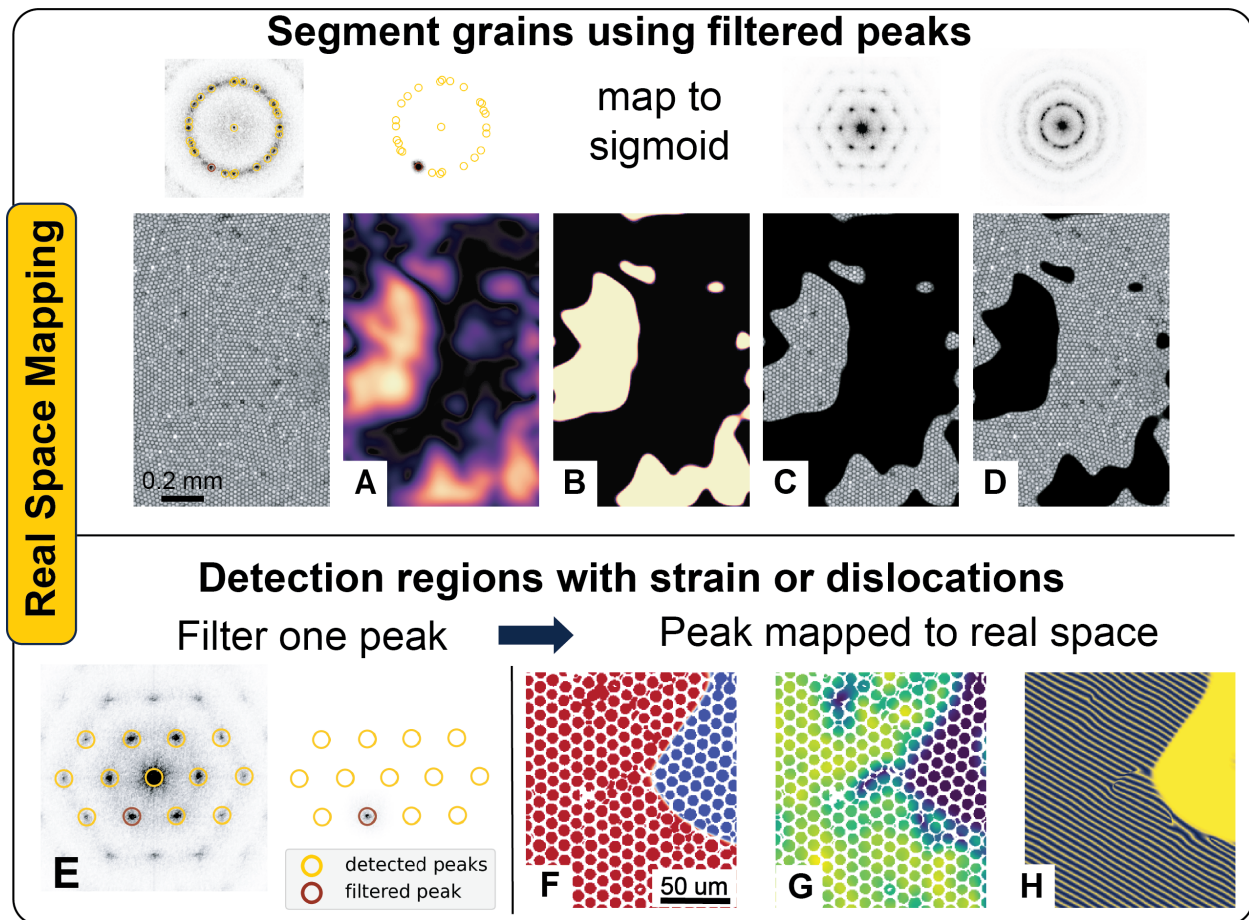 Segment grains using filtered peaks
map to
sigmoid
Real Space Mapping
0.2 mm
A
B
C
D
Detection regions with strain or dislocations
Filter one peak
Peak mapped to real space
E
detected peaks
filtered peak
F
50 um
G
H